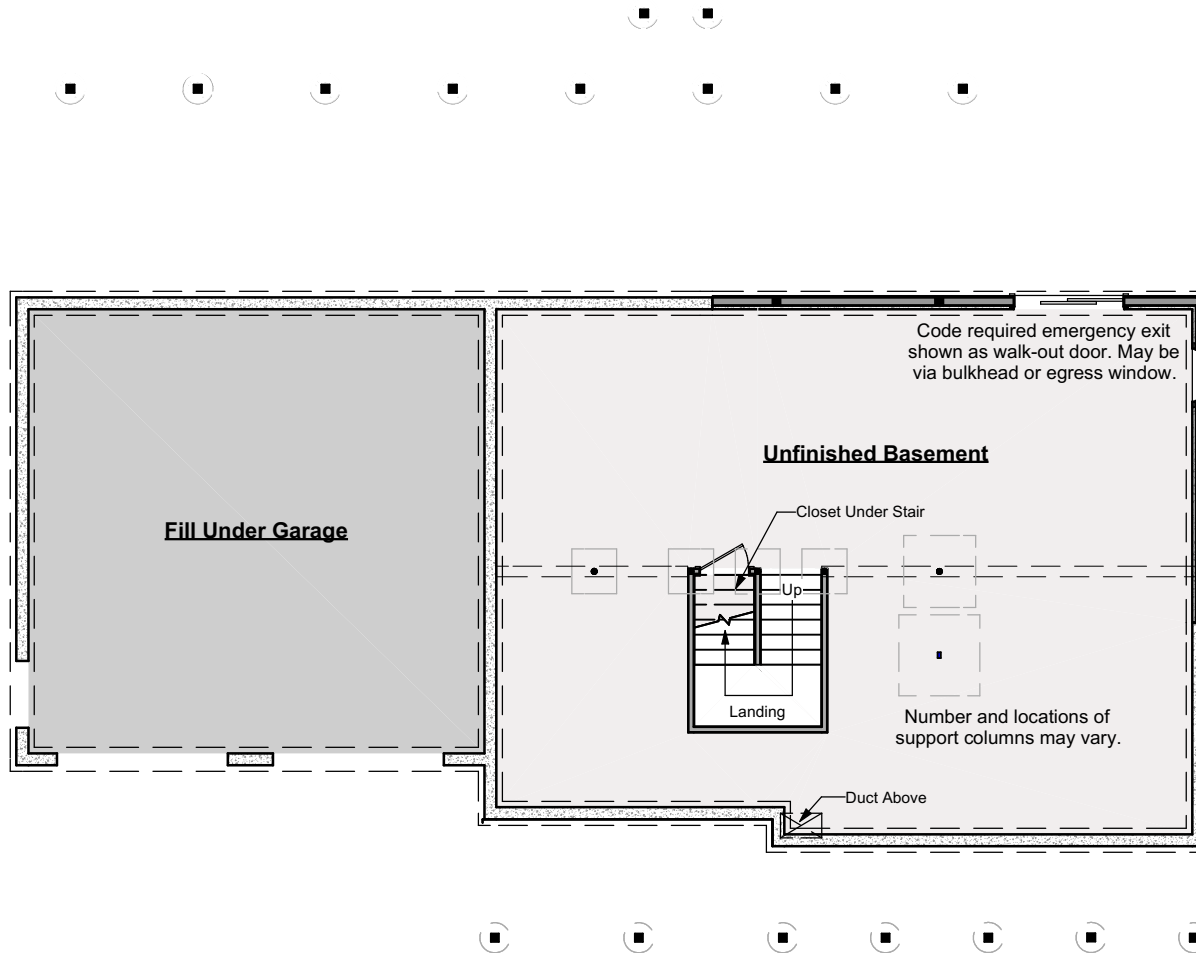 Code required emergency exit
shown as walk-out door. May be
via bulkhead or egress window.
Unfinished Basement
Closet Under Stair
Fill Under Garage
Up
Landing
Number and locations of
support columns may vary.
Duct Above